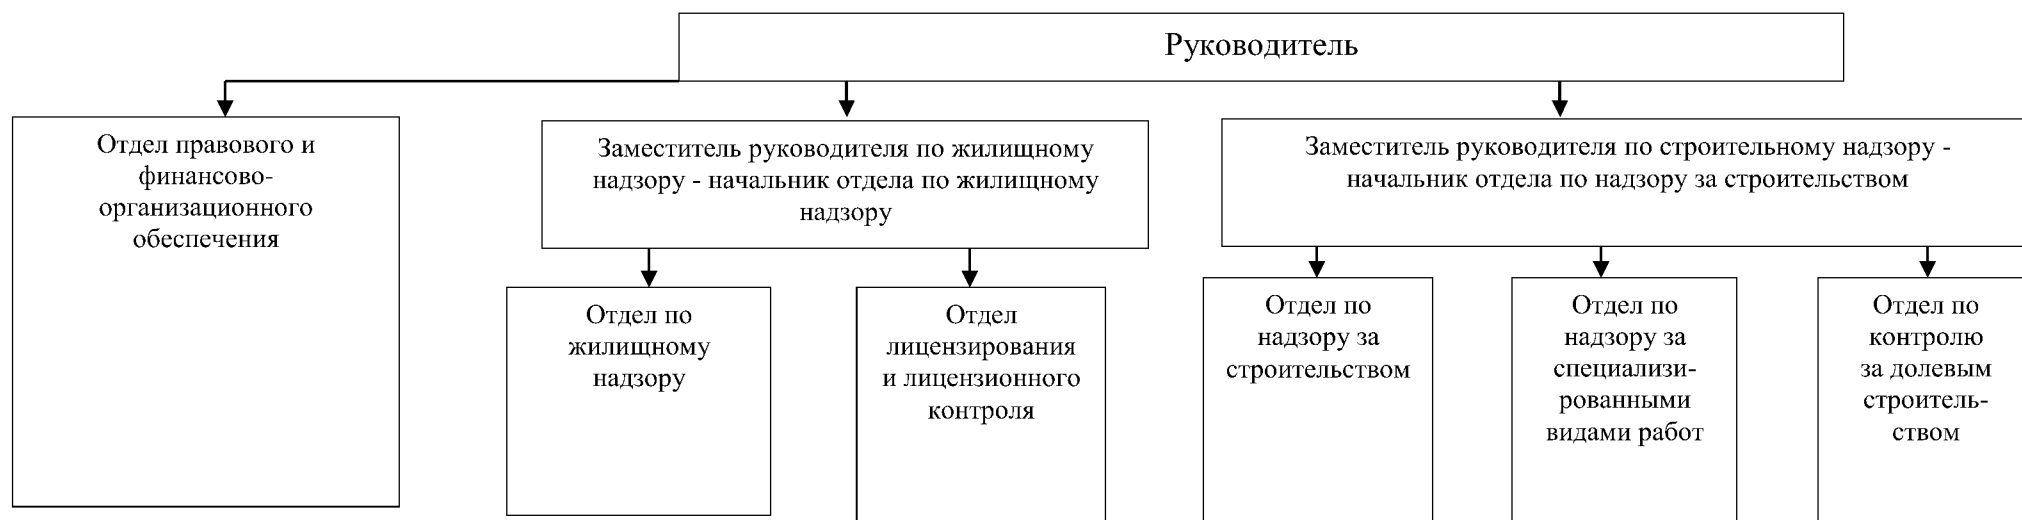 Руководитель
Отдел правового и
финансово-
организационного
обеспечения
Заместитель руководителя по жилищному
надзору - начальник отдела по жилищному
надзору
Заместитель руководителя по строительному надзору -
начальник отдела по надзору за строительством
Отдел по
жилищному
надзору
Отдел
лицензирования
и лицензионного
контроля
Отдел по
надзору за
строительством
Отдел по
надзору за
специализи-
рованными
видами работ
Отдел по
контролю
за долевым
строитель-
ством